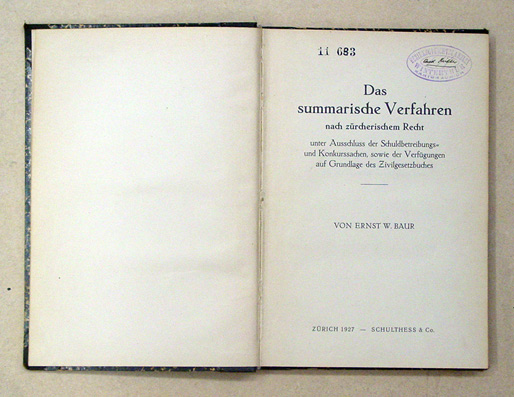 11 683
Das
summarische Verfahren
nach zürcherischem Recht
unter Ausschluss der Schuldbetreibungs-
und Konkurssachen, sowie der Verfügungen
auf Grundlage des Zivilgesetzbuches
VON ERNST W. BAUR
ZÜRICH 1927 — SCHULTHESS & Co.